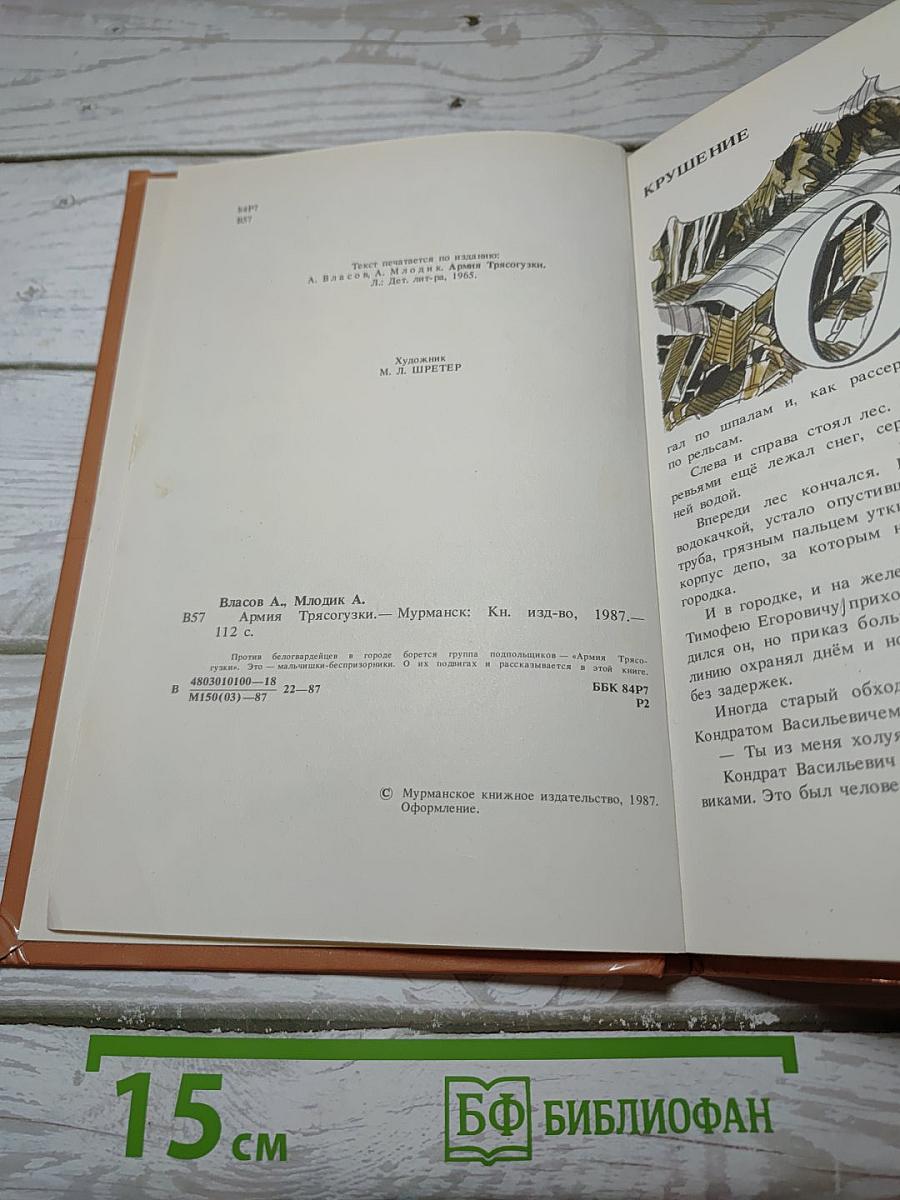 84Р7
В57
Текст печатается по изданию:
А. Власов, А. Млодик. Армия Трясогузки.
Л.: Дет. лит-ра, 1965.
Художник
М. Л. ШРЕТЕР
Власов А., Млодик А.
В57 Армия Трясогузки.— Мурманск: Кн. изд-во, 1987.—
112 с.
Против белогвардейцев в городе борется группа подпольщиков — «Армия Трясо-
гузки». Это — мальчишки-беспризорники. О их подвигах и рассказывается в этой книге.
В 4803010100—18 22—87
М150(03)—87
ББК 84Р7
Р2
© Мурманское книжное издательство, 1987.
Оформление.
КРУШЕНИЕ
О
гал по шпалам и, как рассер
по рельсам.
Слева и справа стоял лес.
ревьями ещё лежал снег, сер
ней водой.
Впереди лес кончался.
водокачкой, устало опустивш
труба, грязным пальцем утк
корпус депо, за которым
городка.
И в городке, и на желе
Тимофею Егоровичу прихо
дился он, но приказ боль
линию охранял днём и но
без задержек.
Иногда старый обход
Кондратом Васильевичем
— Ты из меня холуя
Кондрат Васильевич
виками. Это был челове
15 см
БФ БИБЛИОФАН